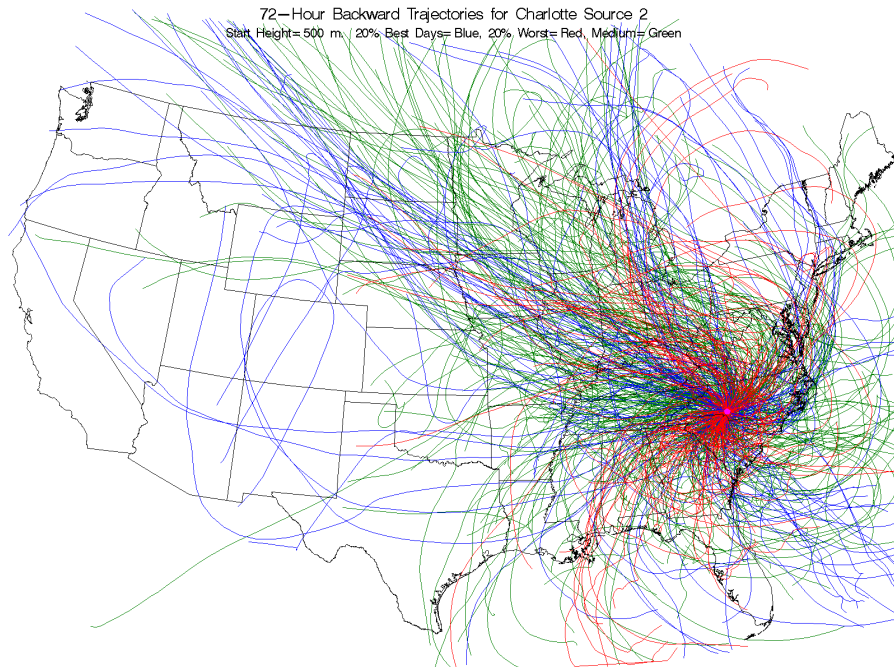 72-Hour Backward Trajectories for Charlotte Source 2
Start Height= 500 m. 20% Best Days= Blue, 20% Worst= Red, Medium= Green